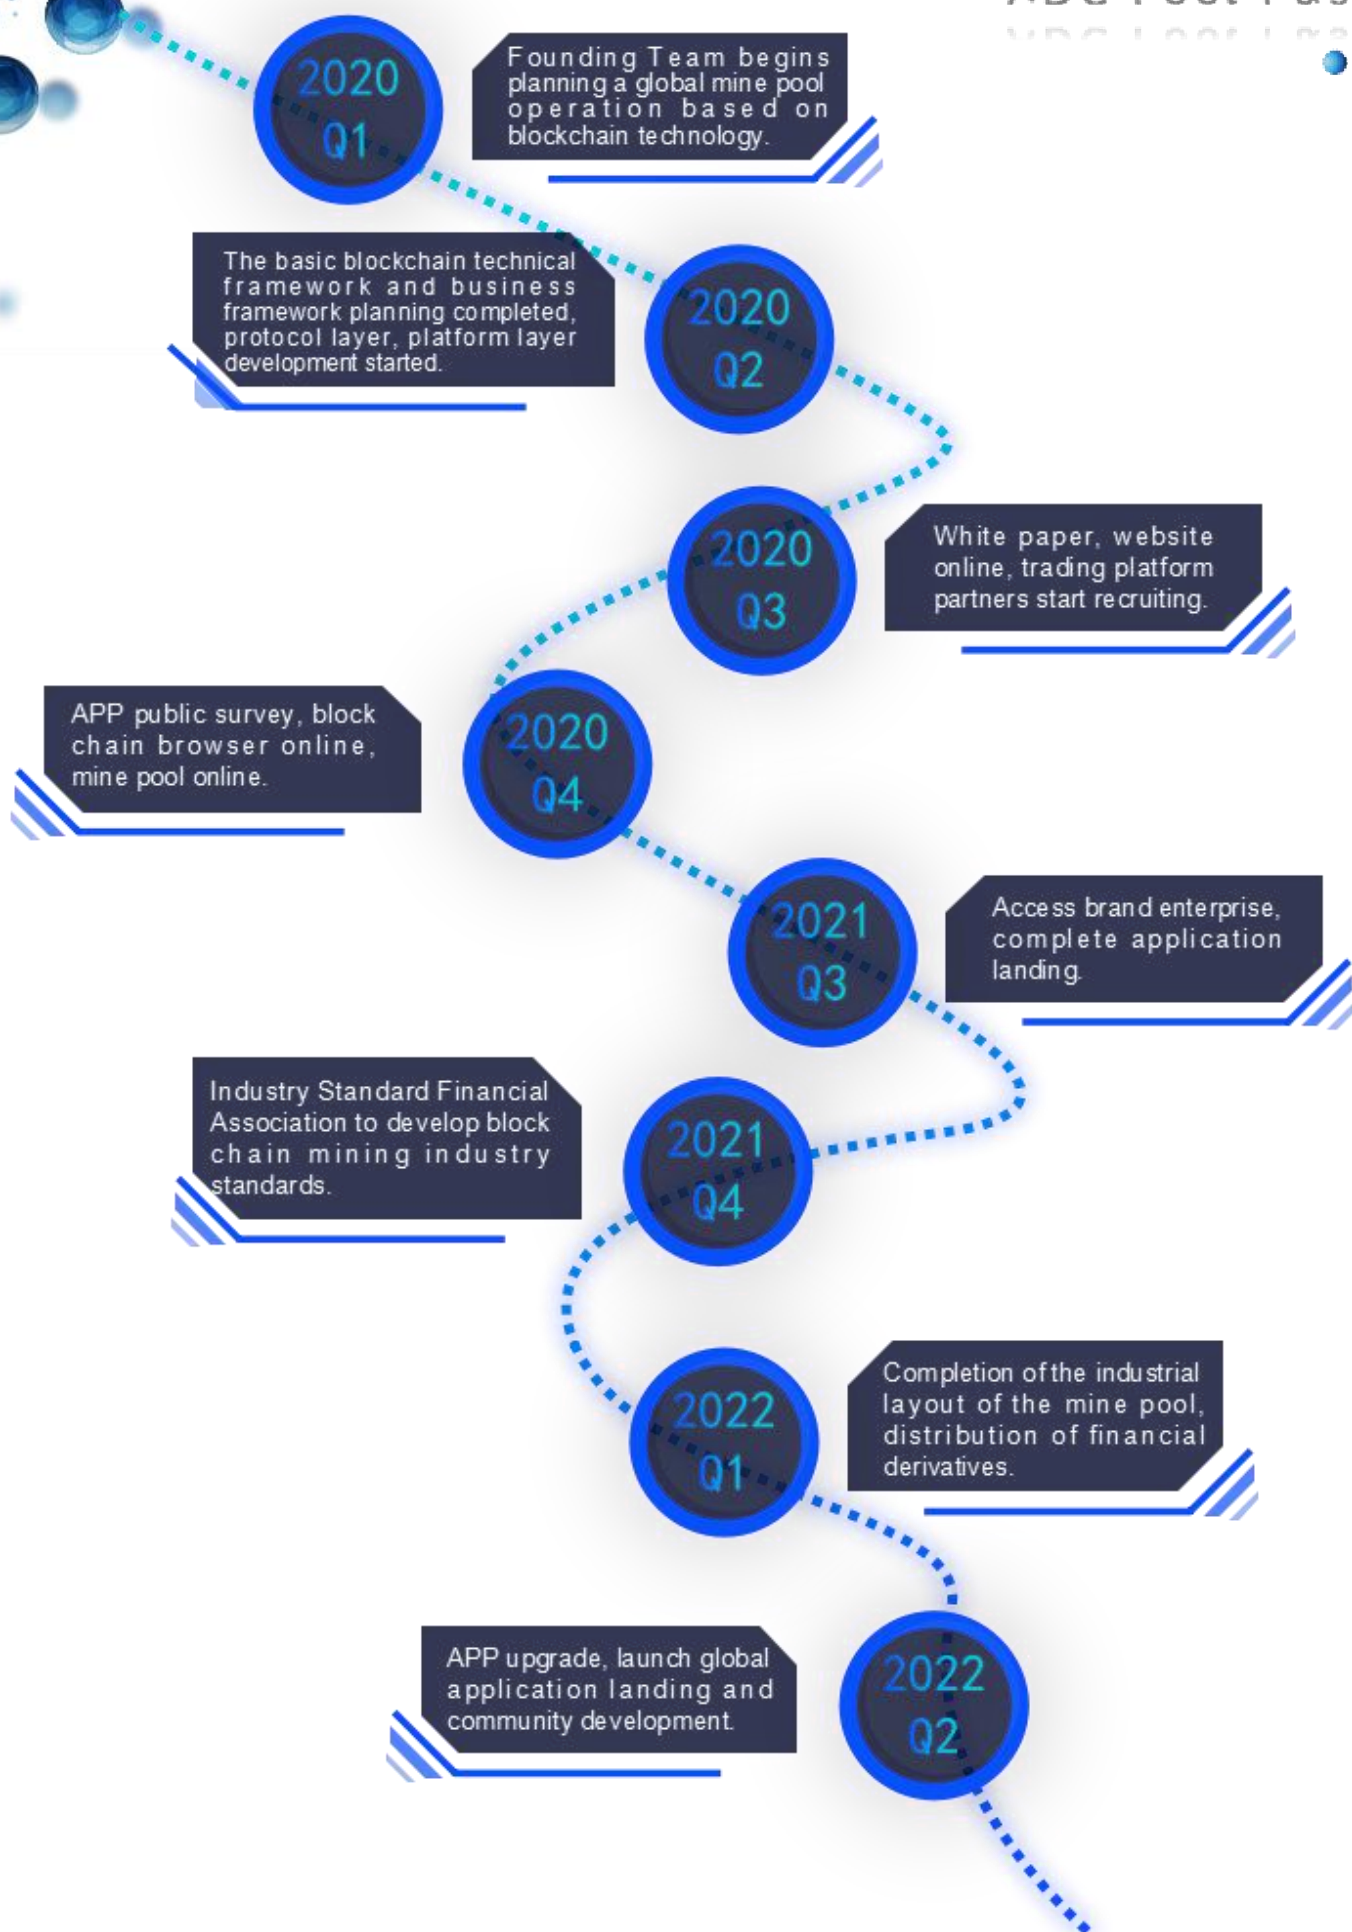 2020
Q1
Founding Team begins
planning a global mine pool
operation based on
blockchain technology.
The basic blockchain technical
framework and business
framework planning completed,
protocol layer, platform layer
development started.
2020
Q2
2020
Q3
White paper, website
online, trading platform
partners start recruiting.
APP public survey, block
chain browser online,
mine pool online.
2020
Q4
2021
Q3
Access brand enterprise,
complete application
landing.
Industry Standard Financial
Association to develop block
chain mining industry
standards.
2021
Q4
2022
Q1
Completion of the industrial
layout of the mine pool,
distribution of financial
derivatives.
APP upgrade, launch global
application landing and
community development.
2022
Q2